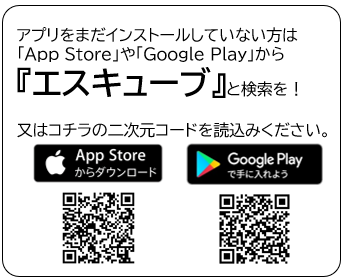 アプリをまだインストールしていない方は
「App Store」や「Google Play」から
『エスキューブ』と検索を！
又はコチラの二次元コードを読込みください。
App Store
からダウンロード
Google Play
で手に入れよう